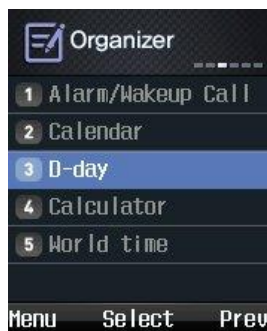 Organizer
1 Alarm/Wakeup Call
2 Calendar
3 D-day
4 Calculator
5 World time
Menu Select Prev